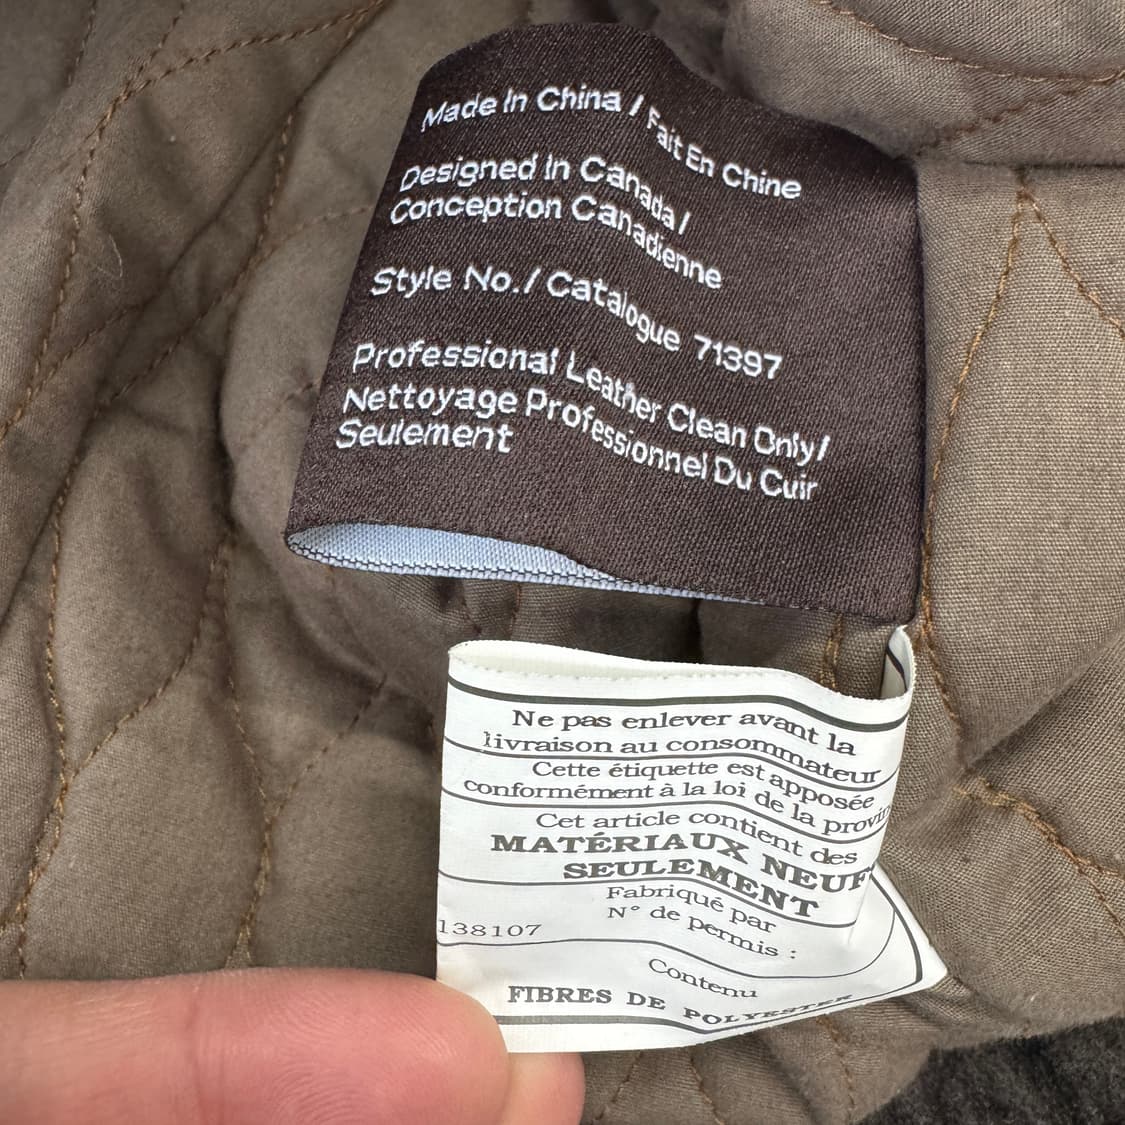 Made In China / Fait En Chine
Designed In Canada /
Conception Canadienne
Style No. / Catalogue 71397
Professional Leather Clean Only /
Nettoyage Professionnel Du Cuir
Seulement
Ne pas enlever avant la
livraison au consommateur
Cette étiquette est apposée
conformément à la loi de la provin
Cet article contient des
MATÉRIAUX NEUF
SEULEMENT
Fabriqué par
N° de permis :
138107
Contenu
FIBRES DE POLYESTER